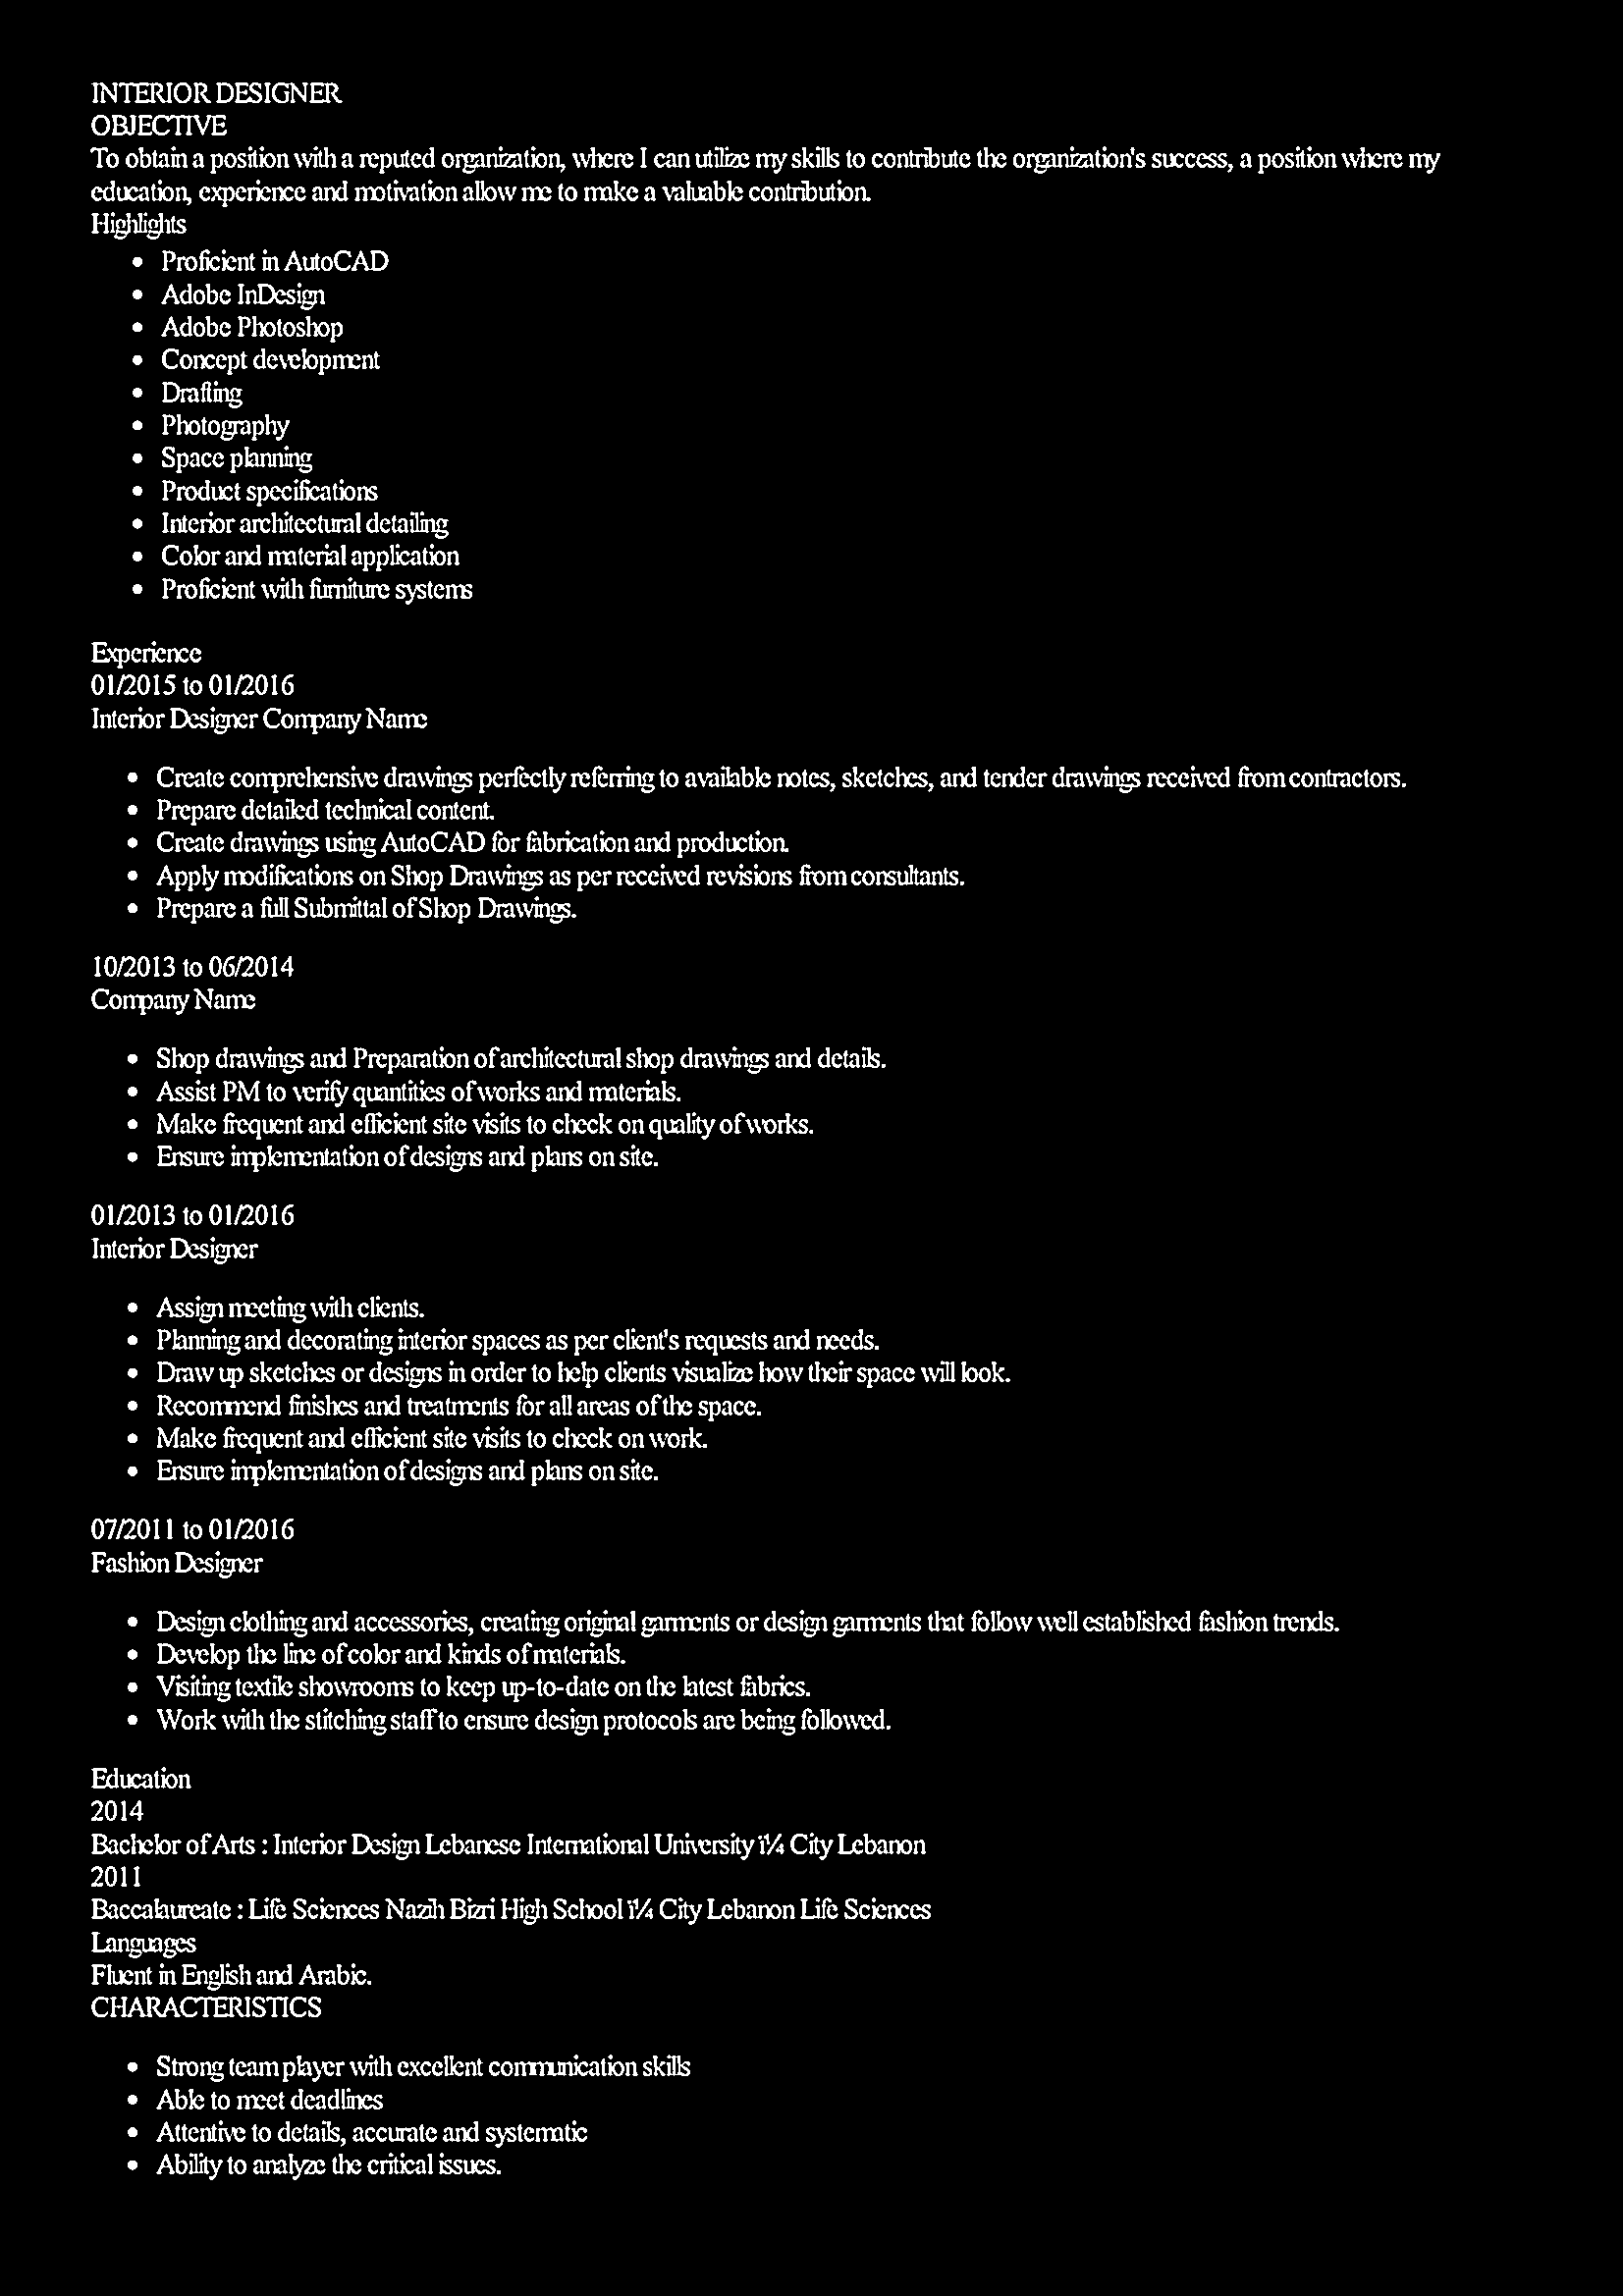 INTERIOR DESIGNER
OBJECTIVE
To obtain a position with a reputed organization, where I can utilize my skills to contribute the organization's success, a position where my
education, experience and motivation allow me to make a valuable contribution.
Highlights
• Proficient in AutoCAD
• Adobe InDesign
• Adobe Photoshop
• Concept development
• Drafting
• Photography
• Space planning
• Product specifications
• Interior architectural detailing
• Color and material application
• Proficient with furniture systems
Experience
01/2015 to 01/2016
Interior Designer Company Name
• Create comprehensive drawings perfectly referring to available notes, sketches, and tender drawings received from contractors.
• Prepare detailed technical content.
• Create drawings using AutoCAD for fabrication and production.
• Apply modifications on Shop Drawings as per received revisions from consultants.
• Prepare a full Submittal of Shop Drawings.
10/2013 to 06/2014
Company Name
• Shop drawings and Preparation of architectural shop drawings and details.
• Assist PM to verify quantities of works and materials.
• Make frequent and efficient site visits to check on quality of works.
• Ensure implementation of designs and plans on site.
01/2013 to 01/2016
Interior Designer
• Assign meeting with clients.
• Planning and decorating interior spaces as per client's requests and needs.
• Draw up sketches or designs in order to help clients visualize how their space will look.
• Recommend finishes and treatments for all areas of the space.
• Make frequent and efficient site visits to check on work.
• Ensure implementation of designs and plans on site.
07/2011 to 01/2016
Fashion Designer
• Design clothing and accessories, creating original garments or design garments that follow well established fashion trends.
• Develop the line of color and kinds of materials.
• Visiting textile showrooms to keep up-to-date on the latest fabrics.
• Work with the stitching staff to ensure design protocols are being followed.
Education
2014
Bachelor of Arts : Interior Design Lebanese International University ï¼ City Lebanon
2011
Baccalaureate : Life Sciences Nazih Bizri High School ï¼ City Lebanon Life Sciences
Languages
Fluent in English and Arabic.
CHARACTERISTICS
• Strong team player with excellent communication skills
• Able to meet deadlines
• Attentive to details, accurate and systematic
• Ability to analyze the critical issues.